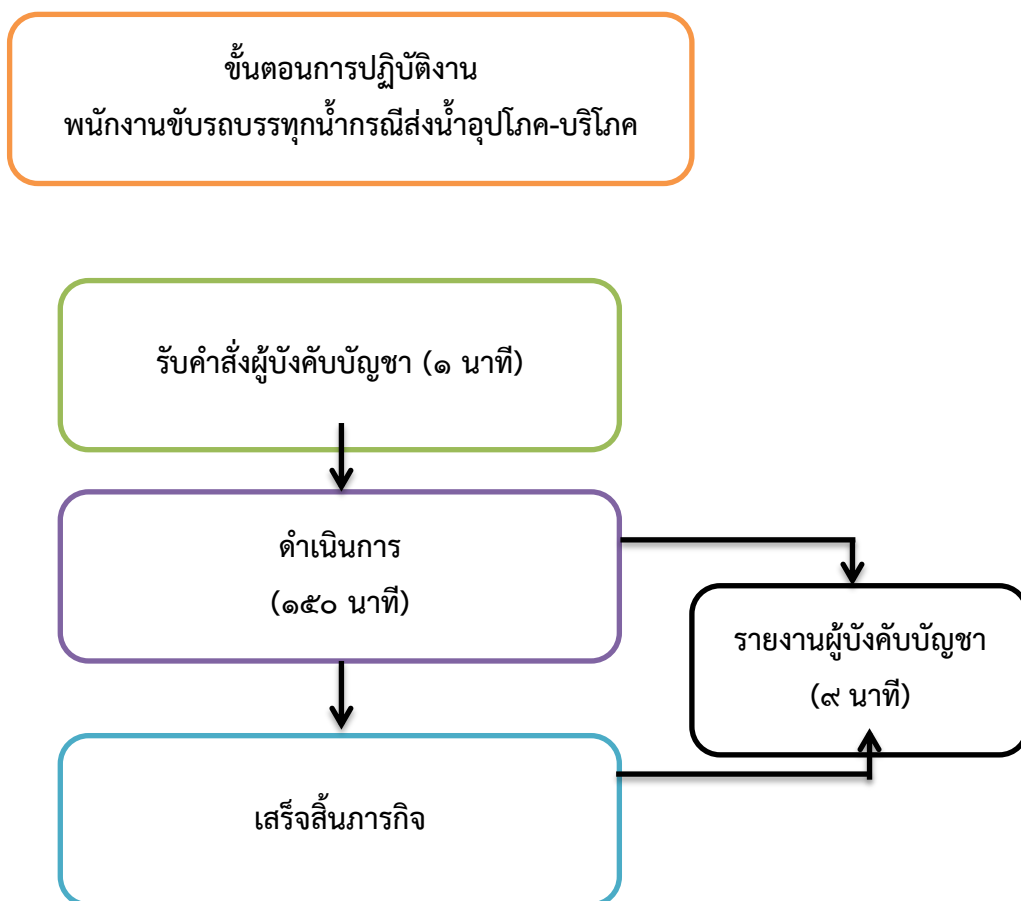 ขั้นตอนการปฏิบัติงาน
พนักงานขับรถบรรทุกน้ำกรณีส่งน้ำอุปโภค-บริโภค
รับคำสั่งผู้บังคับบัญชา (๑ นาที)
ดำเนินการ
(๑๕๐ นาที)
รายงานผู้บังคับบัญชา
(๙ นาที)
เสร็จสิ้นภารกิจ